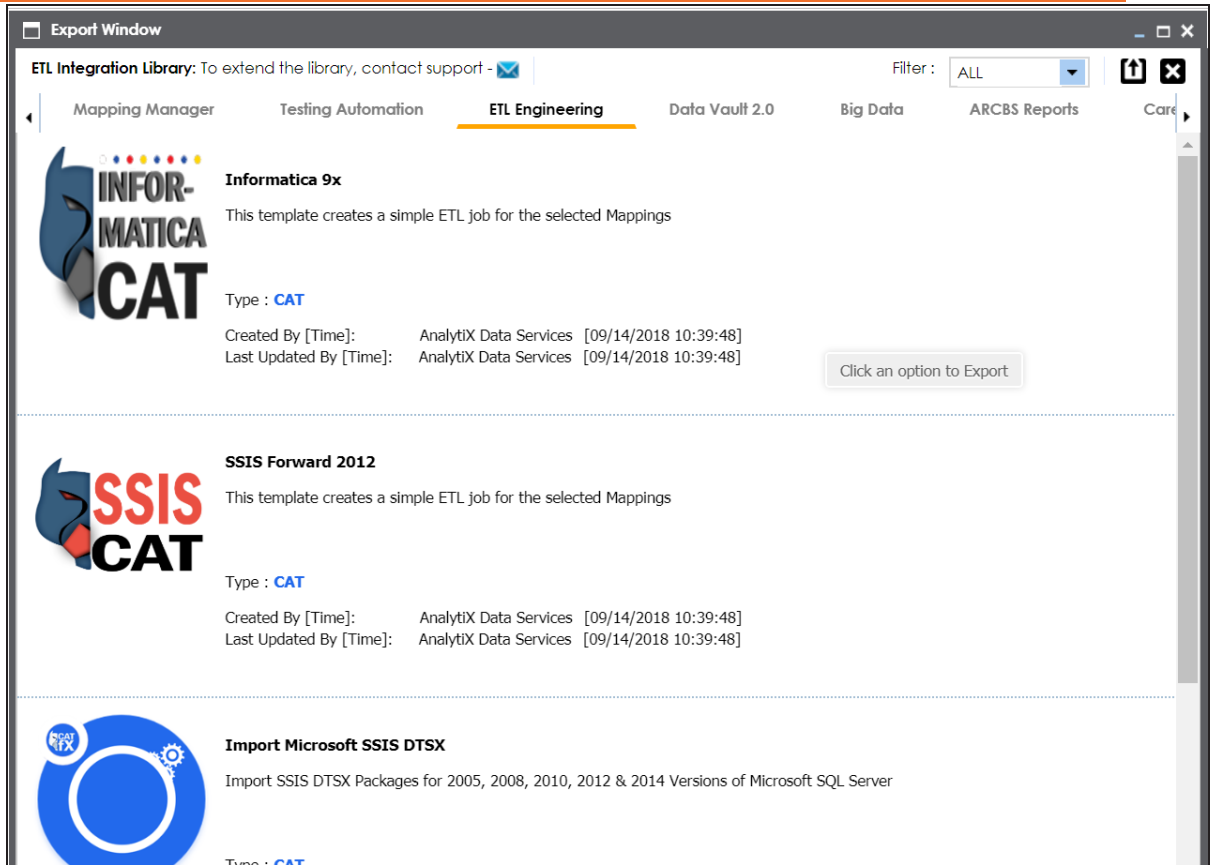 Export Window
ETL Integration Library: To extend the library, contact support -
Filter : ALL
Mapping Manager Testing Automation ETL Engineering Data Vault 2.0 Big Data ARCBS Reports Care
INFOR-
MATICA
CAT
Informatica 9x
This template creates a simple ETL job for the selected Mappings
Type : CAT
Created By [Time]: AnalytiX Data Services [09/14/2018 10:39:48]
Last Updated By [Time]: AnalytiX Data Services [09/14/2018 10:39:48]
Click an option to Export
SSIS
CAT
SSIS Forward 2012
This template creates a simple ETL job for the selected Mappings
Type : CAT
Created By [Time]: AnalytiX Data Services [09/14/2018 10:39:48]
Last Updated By [Time]: AnalytiX Data Services [09/14/2018 10:39:48]
CAT
fX
Import Microsoft SSIS DTSX
Import SSIS DTSX Packages for 2005, 2008, 2010, 2012 & 2014 Versions of Microsoft SQL Server
Type : CAT